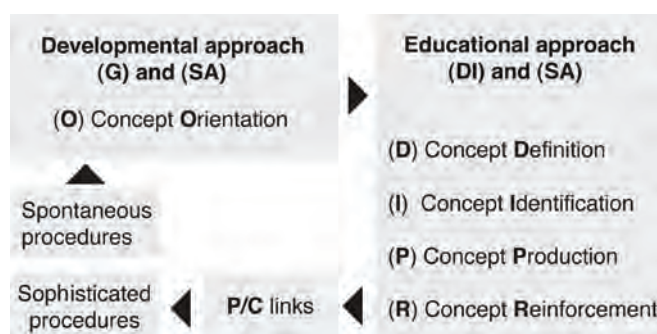 Developmental approach
(G) and (SA)
(O) Concept Orientation
Spontaneous
procedures
Educational approach
(DI) and (SA)
(D) Concept Definition
(I) Concept Identification
(P) Concept Production
(R) Concept Reinforcement
P/C links
Sophisticated
procedures